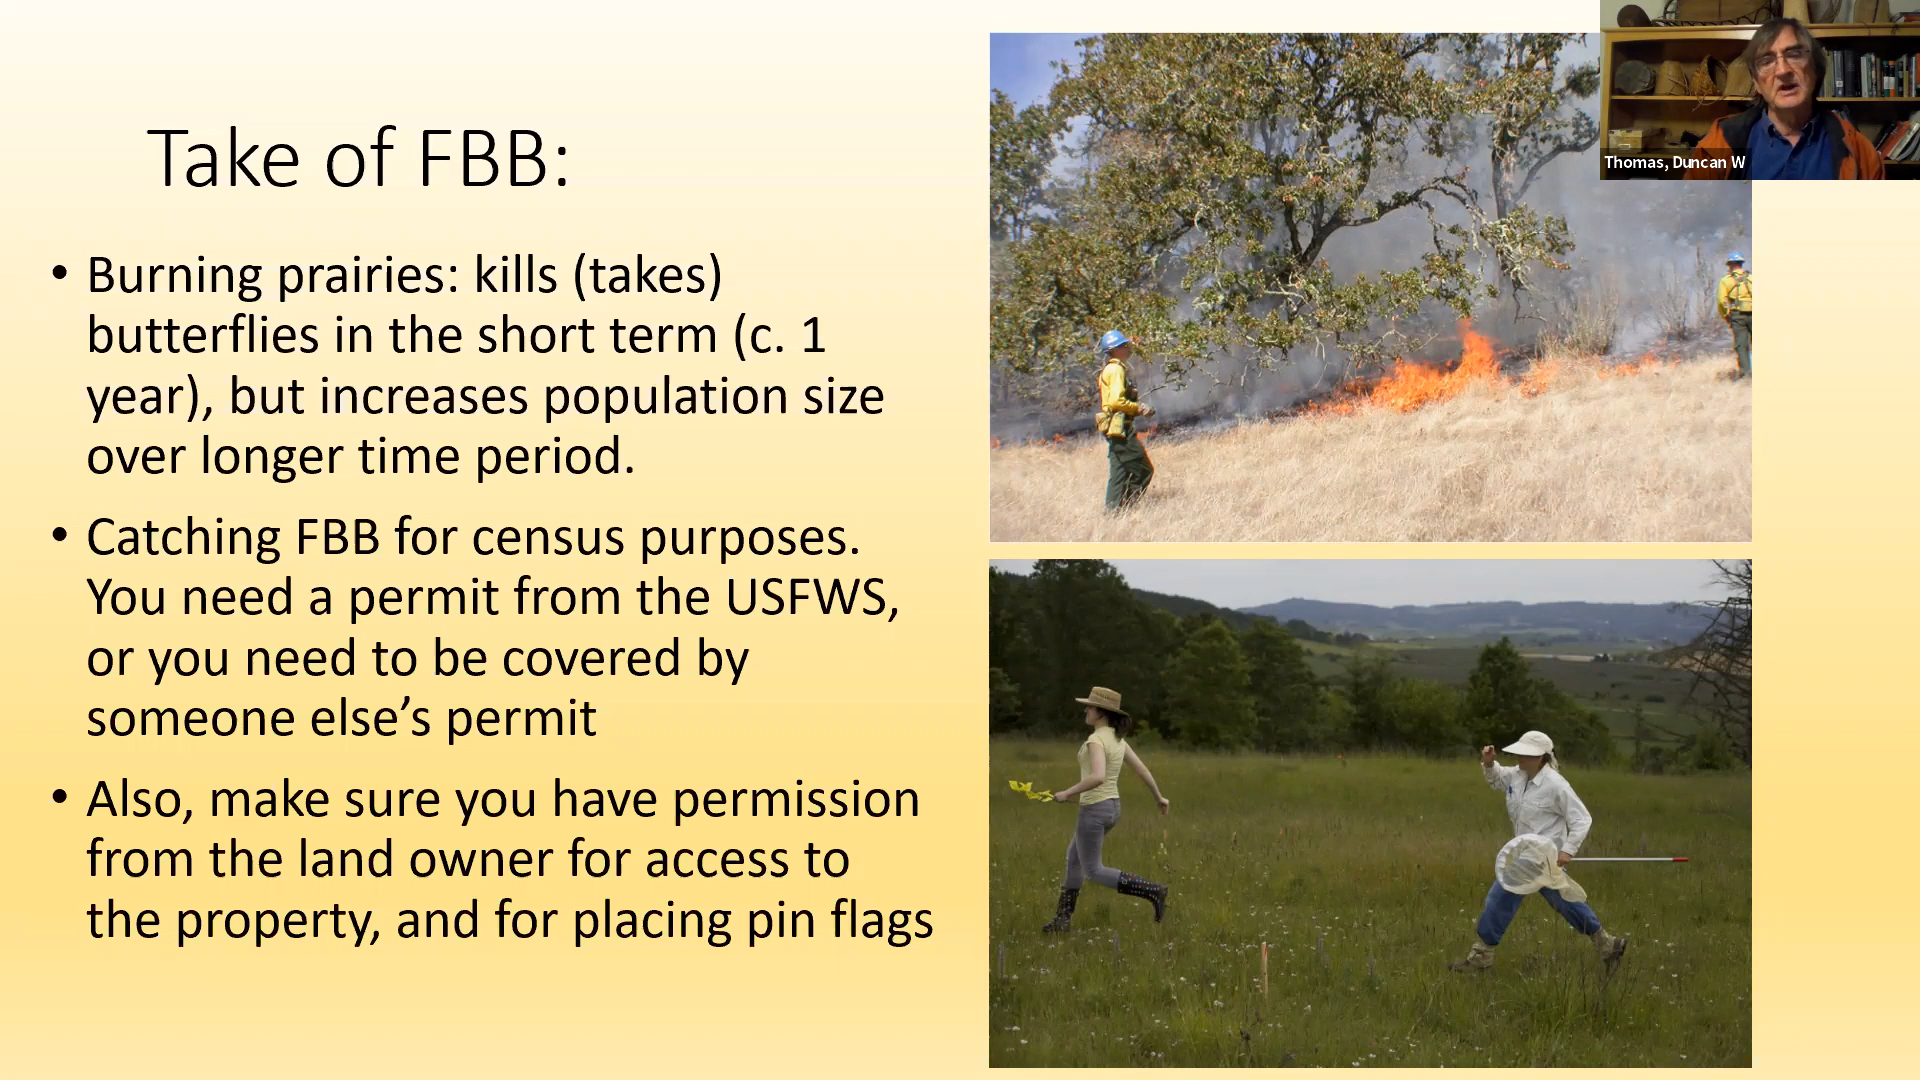 Take of FBB:
• Burning prairies: kills (takes)
butterflies in the short term (c. 1
year), but increases population size
over longer time period.
• Catching FBB for census purposes.
You need a permit from the USFWS,
or you need to be covered by
someone else’s permit
• Also, make sure you have permission
from the land owner for access to
the property, and for placing pin flags
Thomas, Duncan W